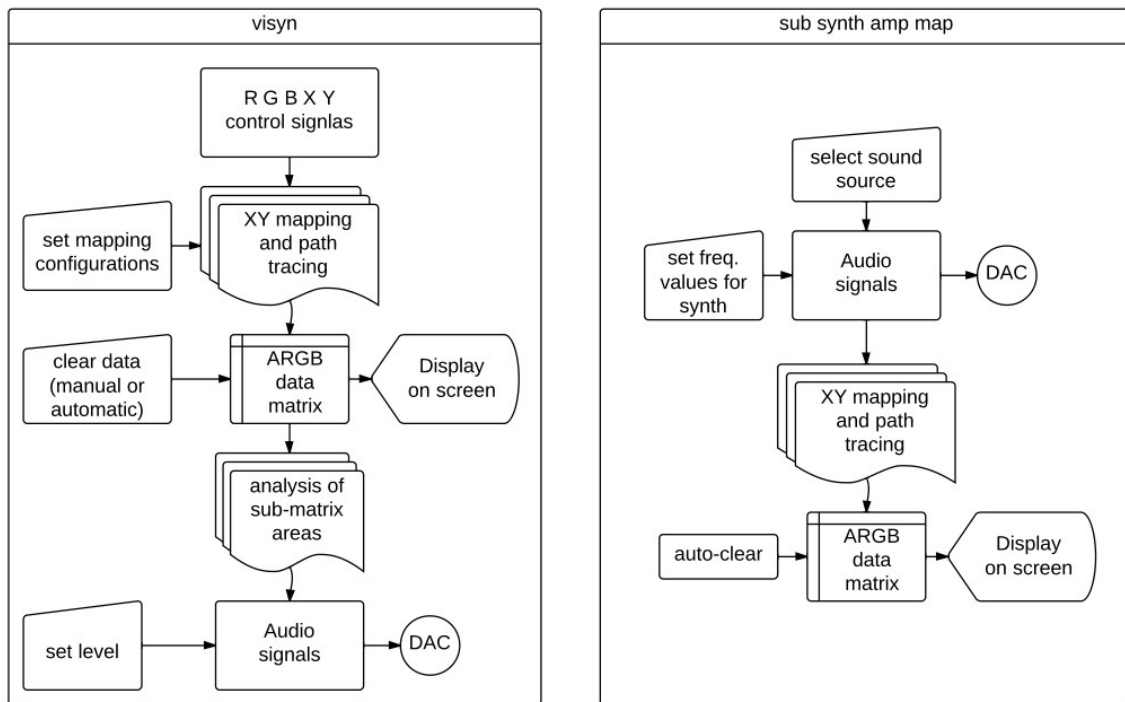 visyn
R G B X Y
control signlas
set mapping
configurations
XY mapping
and path
tracing
clear data
(manual or
automatic)
ARGB
data
matrix
Display
on screen
analysis of
sub-matrix
areas
set level
Audio
signals
DAC
sub synth amp map
select sound
source
set freq.
values for
synth
Audio
signals
DAC
XY mapping
and path
tracing
auto-clear
ARGB
data
matrix
Display
on screen